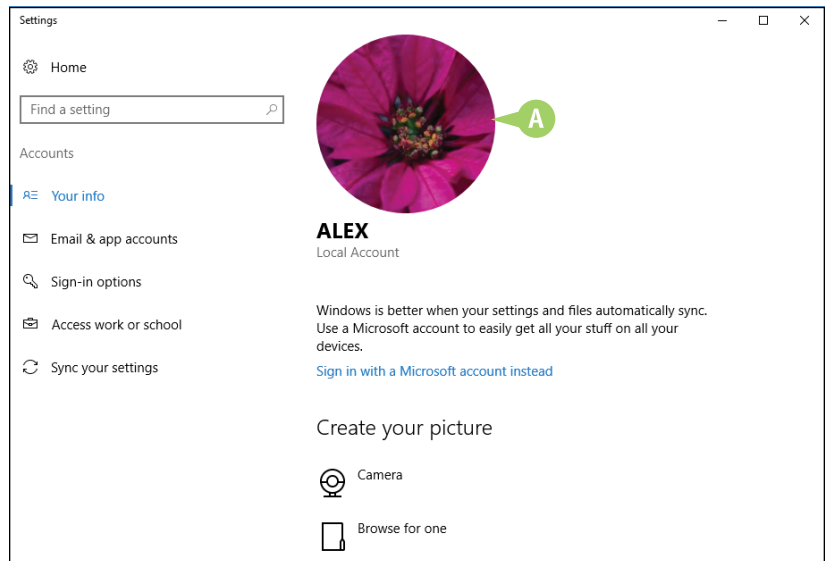 Settings
Home
Find a setting
Accounts
Your info
Email & app accounts
Sign-in options
Access work or school
Sync your settings
A
ALEX
Local Account
Windows is better when your settings and files automatically sync.
Use a Microsoft account to easily get all your stuff on all your
devices.
Sign in with a Microsoft account instead
Create your picture
Camera
Browse for one